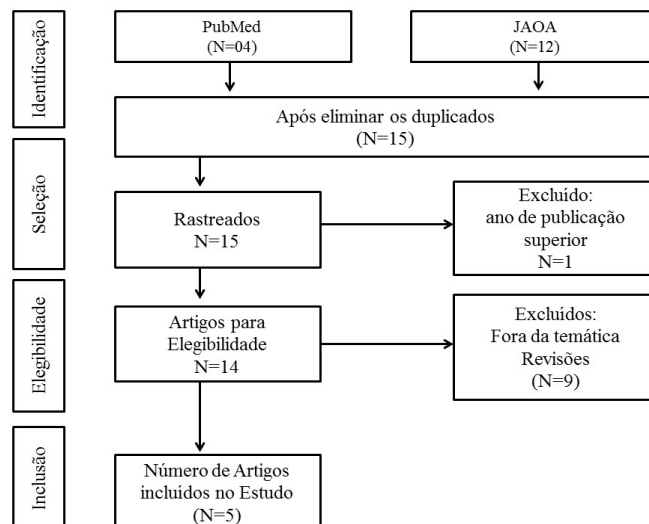 Identificação
PubMed
(N=04)
JAOA
(N=12)
Após eliminar os duplicados
(N=15)
Seleção
Rastreados
N=15
Excluído:
ano de publicação
superior
N=1
Elegibilidade
Artigos para
Elegibilidade
N=14
Excluídos:
Fora da temática
Revisões
(N=9)
Inclusão
Número de Artigos
incluídos no Estudo
(N=5)